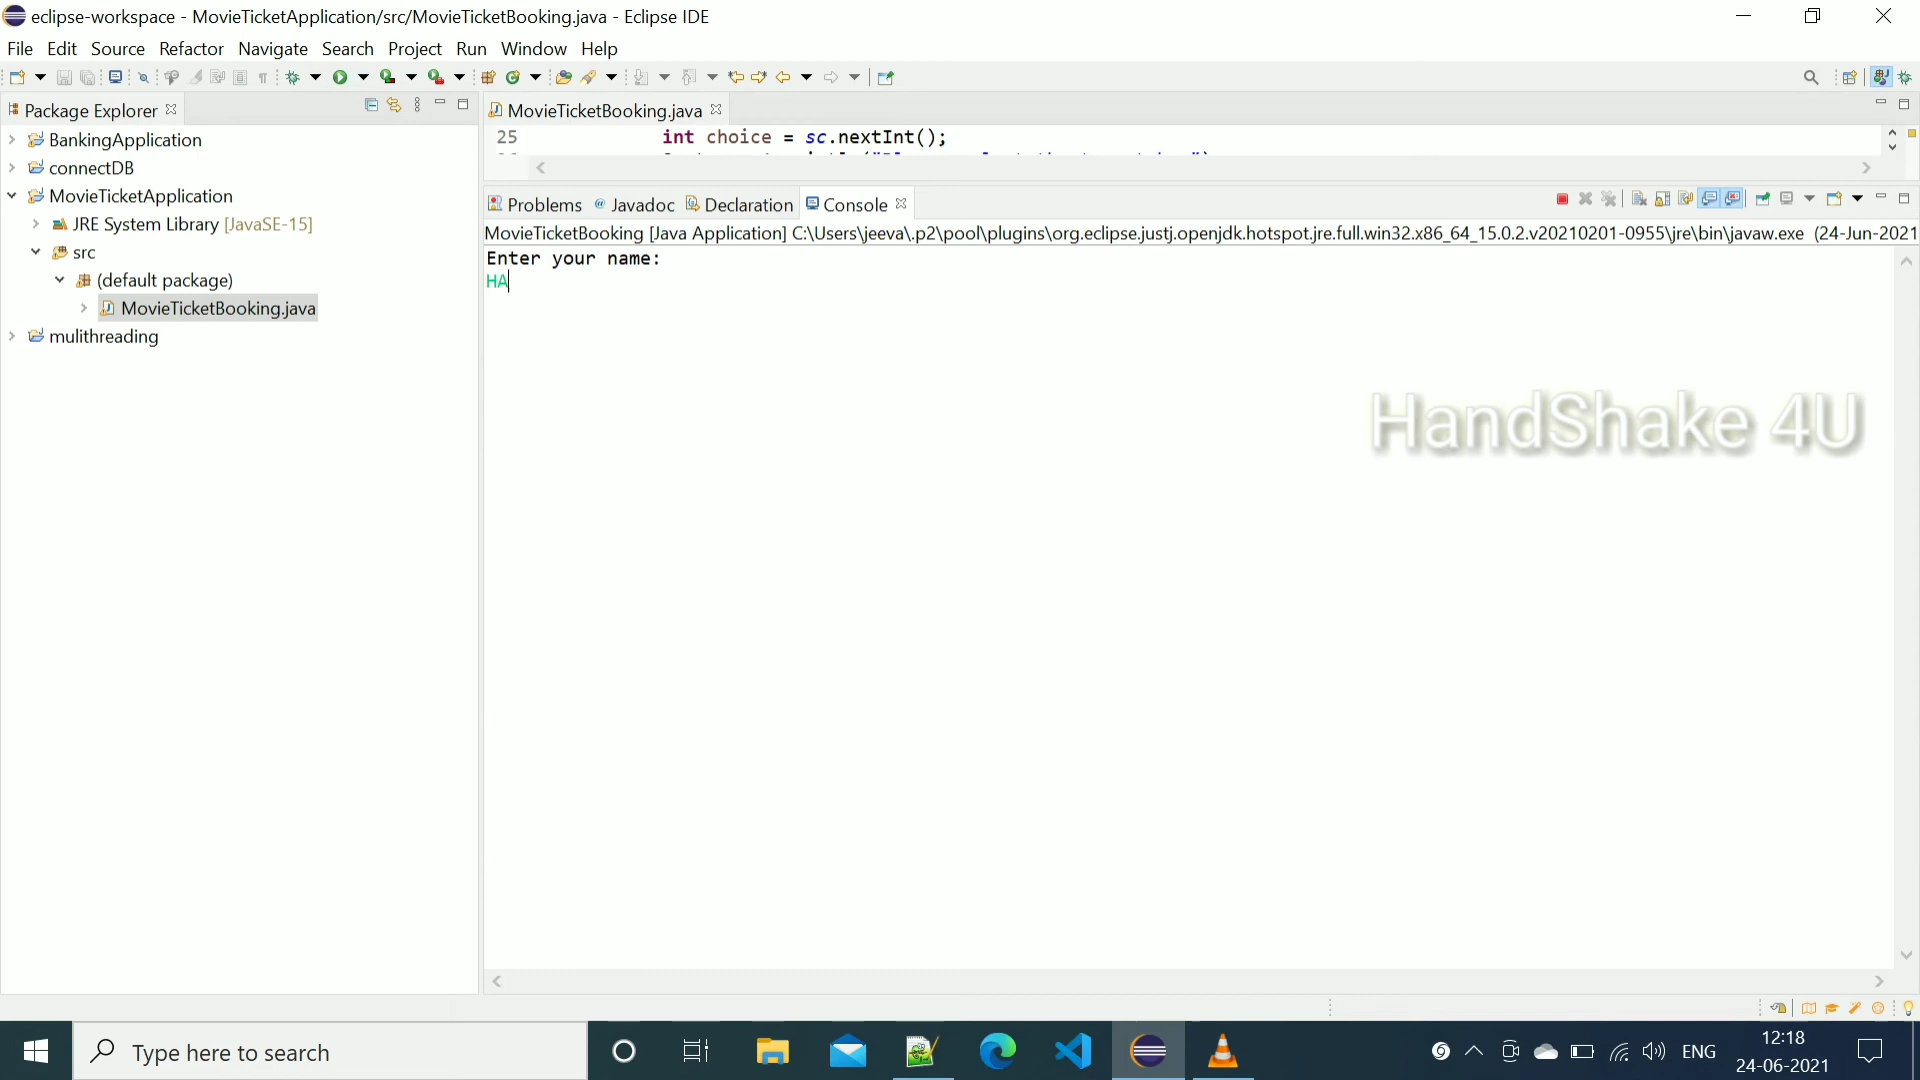 eclipse-workspace - MovieTicketApplication/src/MovieTicketBooking.java - Eclipse IDE
File Edit Source Refactor Navigate Search Project Run Window Help
Package Explorer
BankingApplication
connectDB
MovieTicketApplication
JRE System Library [JavaSE-15]
src
(default package)
MovieTicketBooking.java
mulithreading
MovieTicketBooking.java
25 int choice = sc.nextInt();
Problems @ Javadoc Declaration Console
MovieTicketBooking [Java Application] C:\Users\jeeva\.p2\pool\plugins\org.eclipse.justj.openjdk.hotspot.jre.full.win32.x86_64_15.0.2.v20210201-0955\jre\bin\javaw.exe (24-Jun-2021
Enter your name:
HA
HandShake 4U
Type here to search
ENG
12:18
24-06-2021